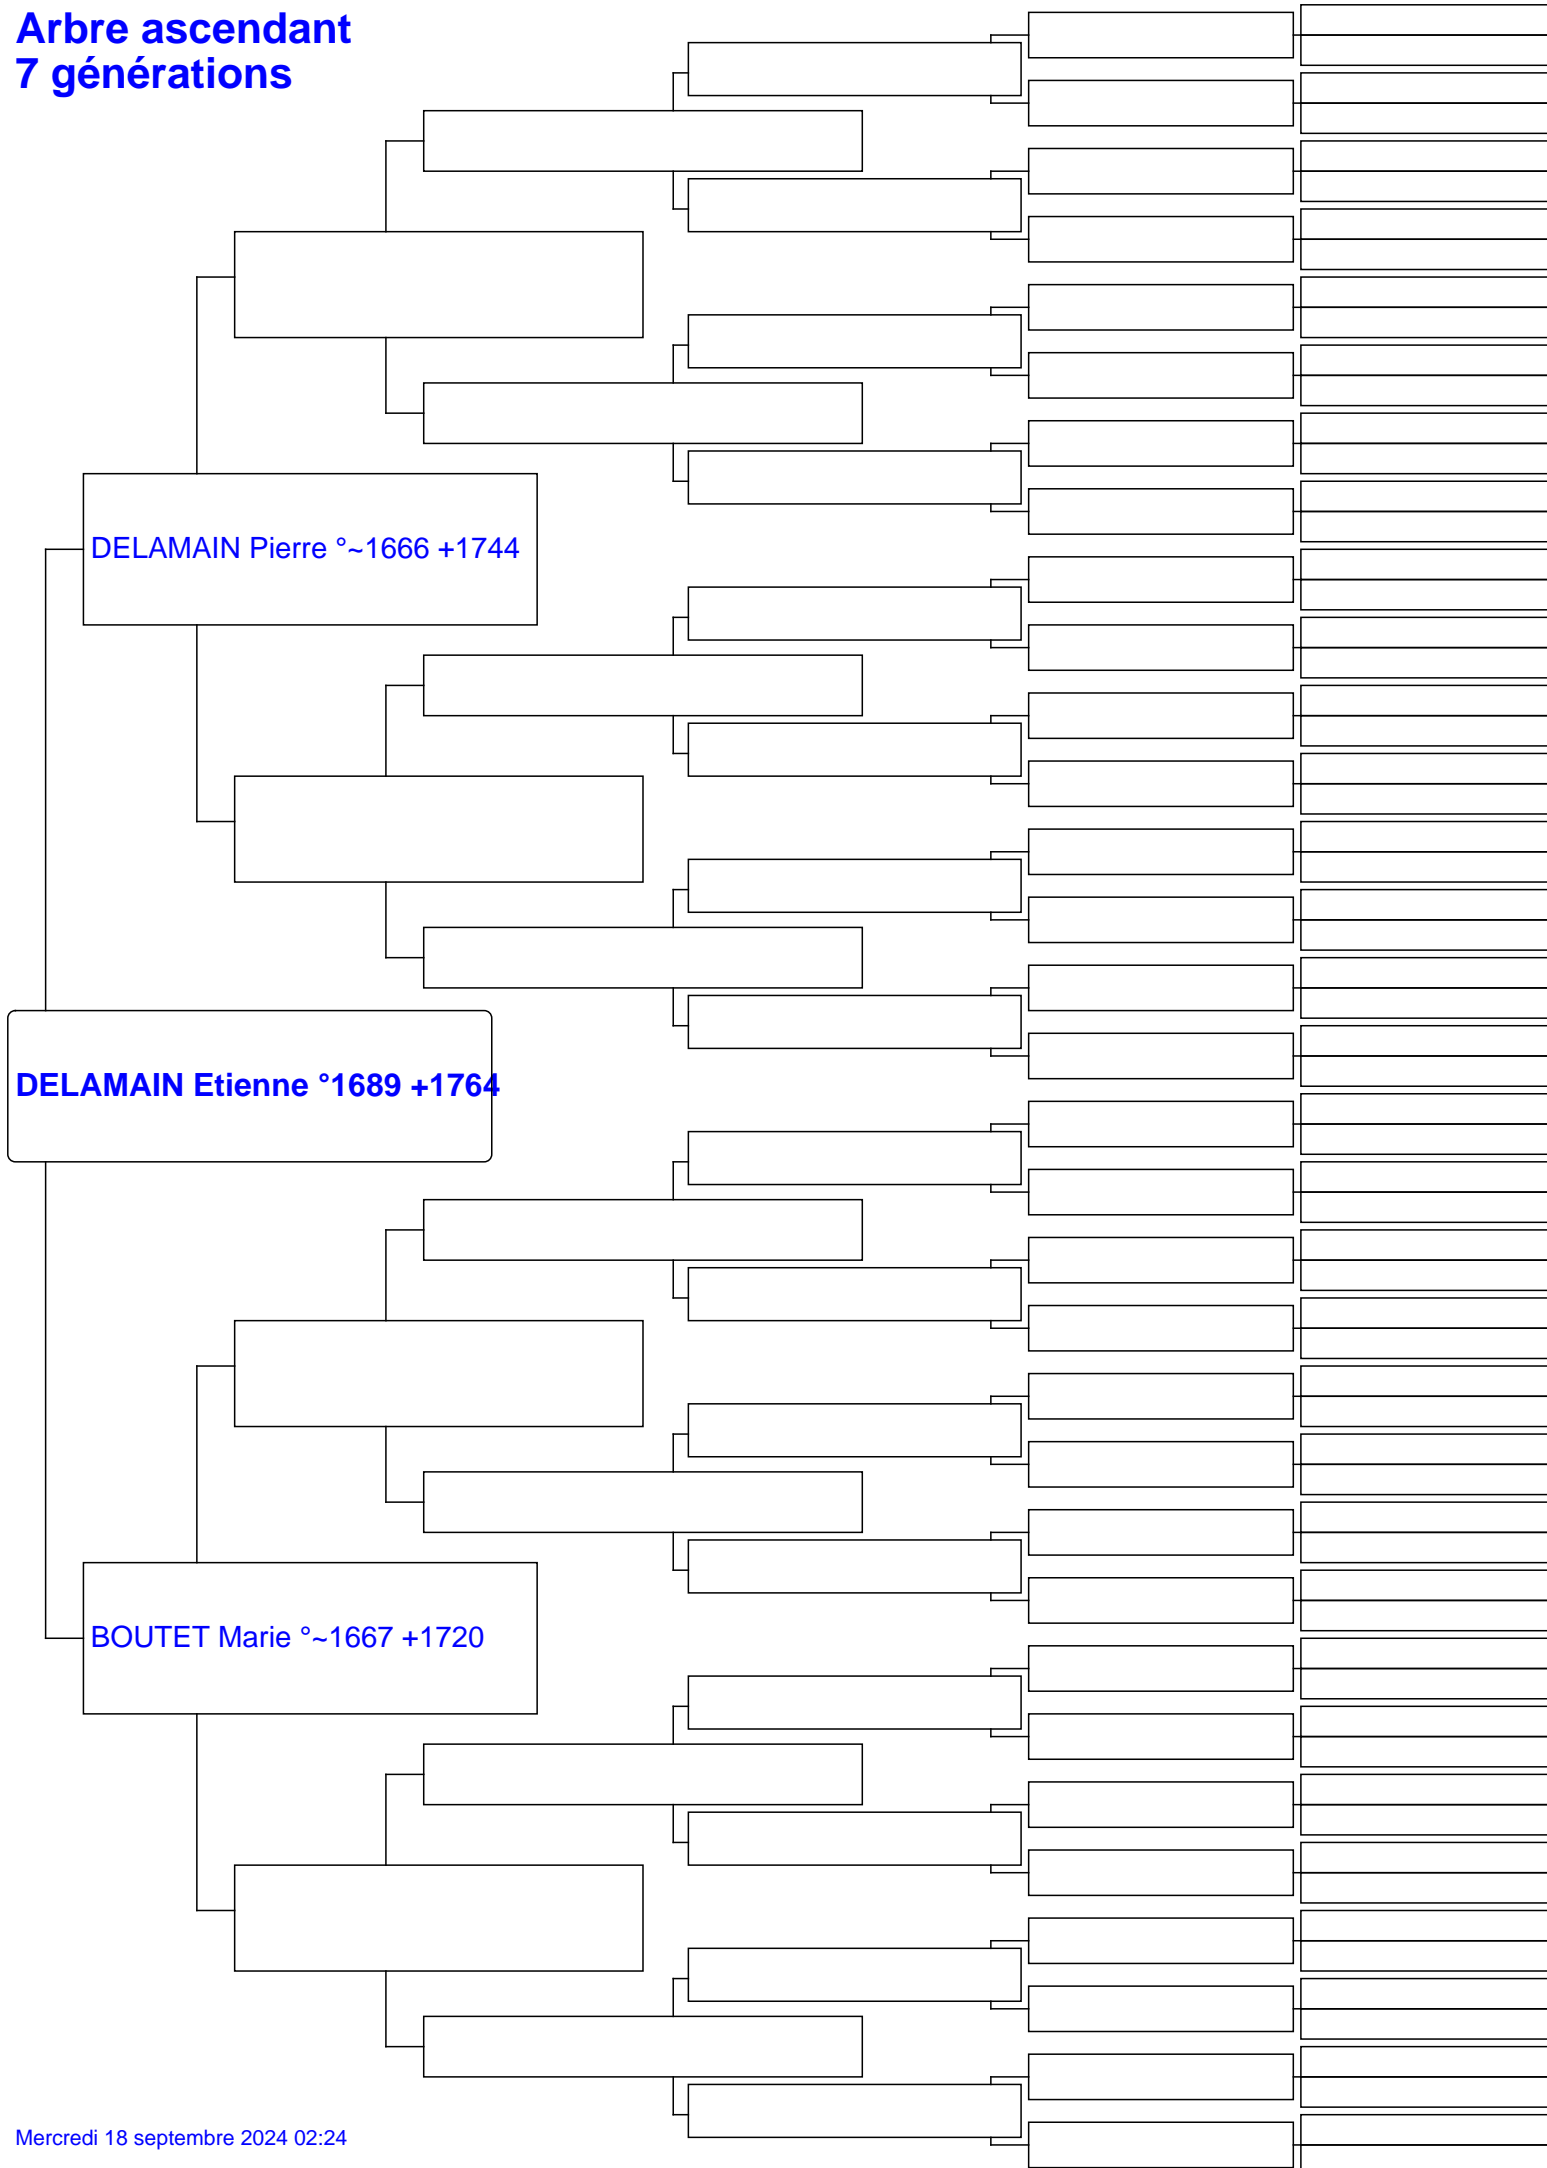 Arbre ascendant
7 générations
DELAMAIN Pierre °~1666 +1744
DELAMAIN Etienne °1689 +1764
BOUTET Marie °~1667 +1720
Mercredi 18 septembre 2024 02:24